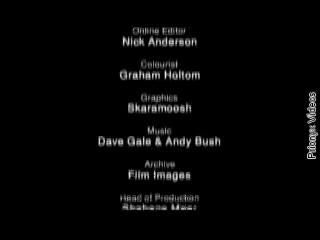 Online Editor
Nick Anderson
Colourist
Graham Holtom
Graphics
Skaramoosh
Music
Dave Gale & Andy Bush
Archive
Film Images
Head of Production
Prionyx Videos